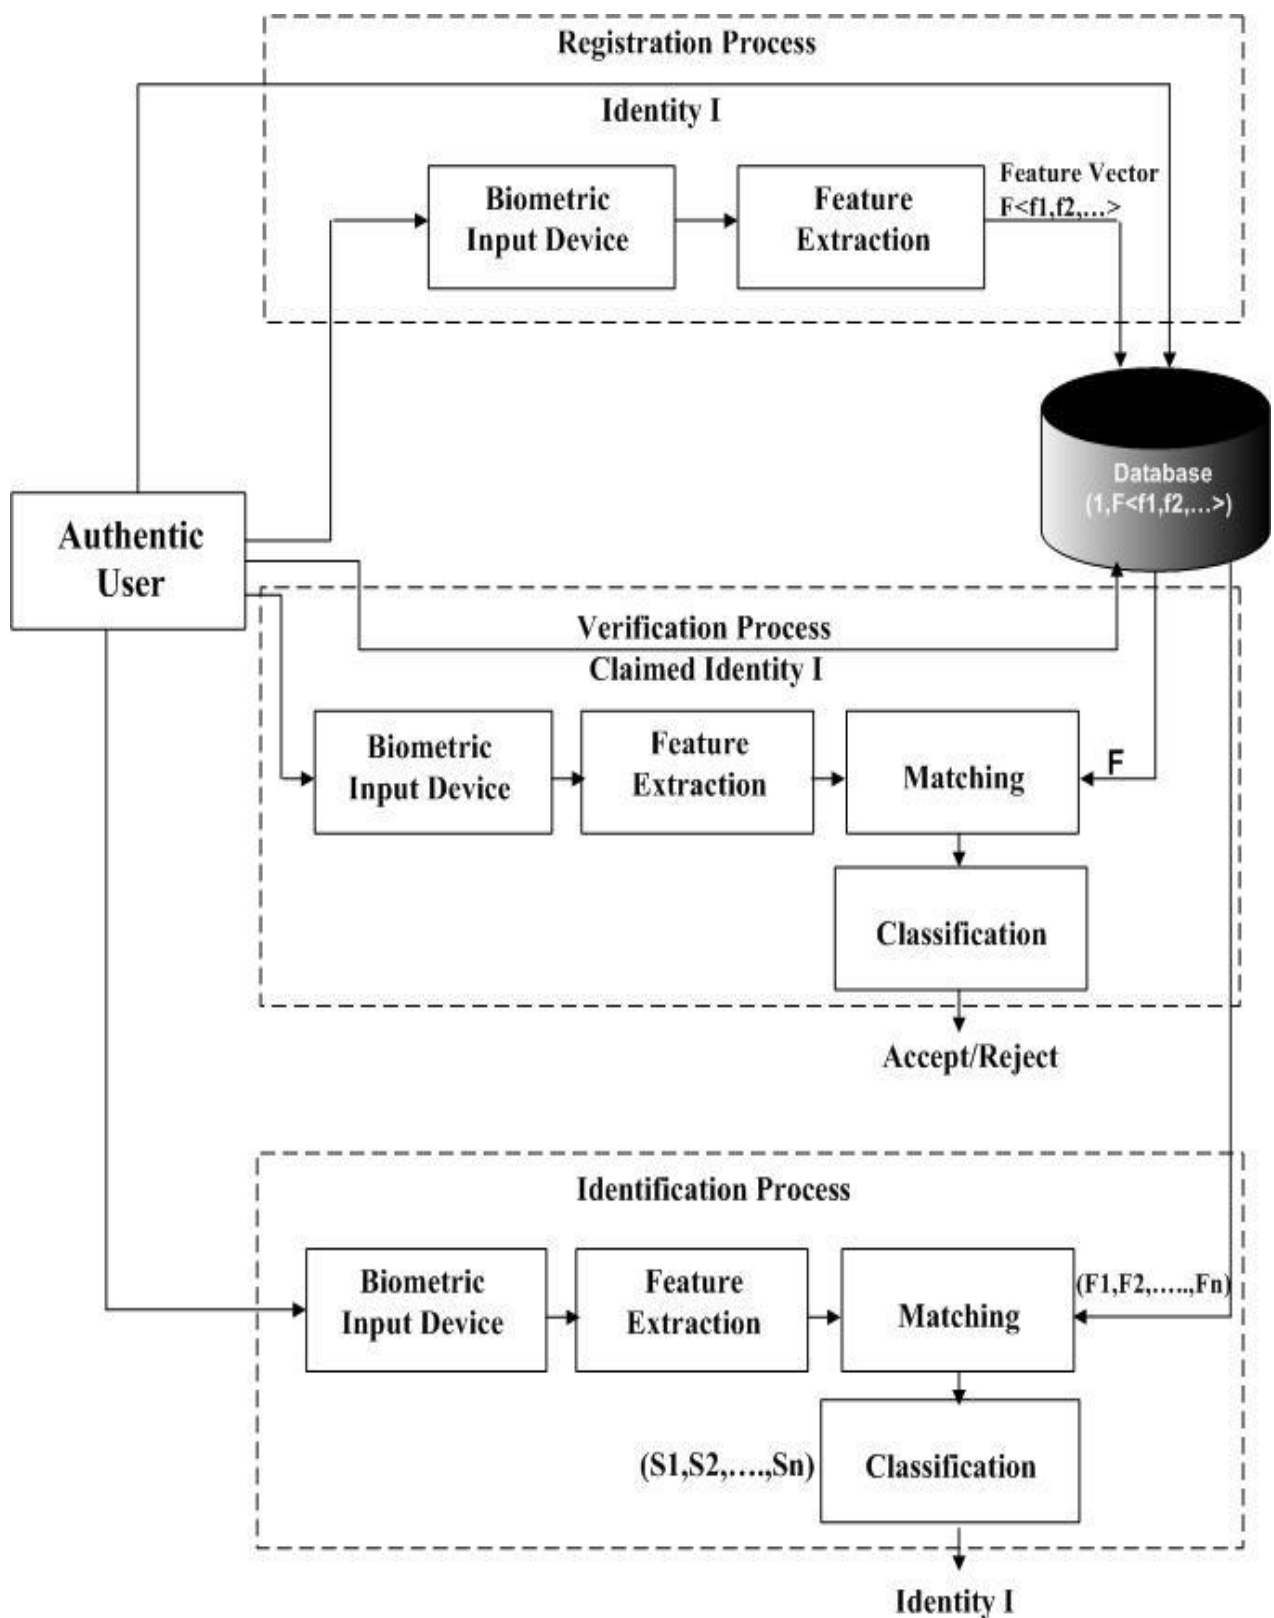 Registration Process
Identity I
Biometric
Input Device
Feature
Extraction
Feature Vector
F<f1,f2,...>
Database
(1,F<f1,f2,...>)
Authentic
User
Verification Process
Claimed Identity I
Biometric
Input Device
Feature
Extraction
Matching
F
Classification
Accept/Reject
Identification Process
Biometric
Input Device
Feature
Extraction
Matching
(F1,F2,.....,Fn)
(S1,S2,....,Sn)
Classification
Identity I